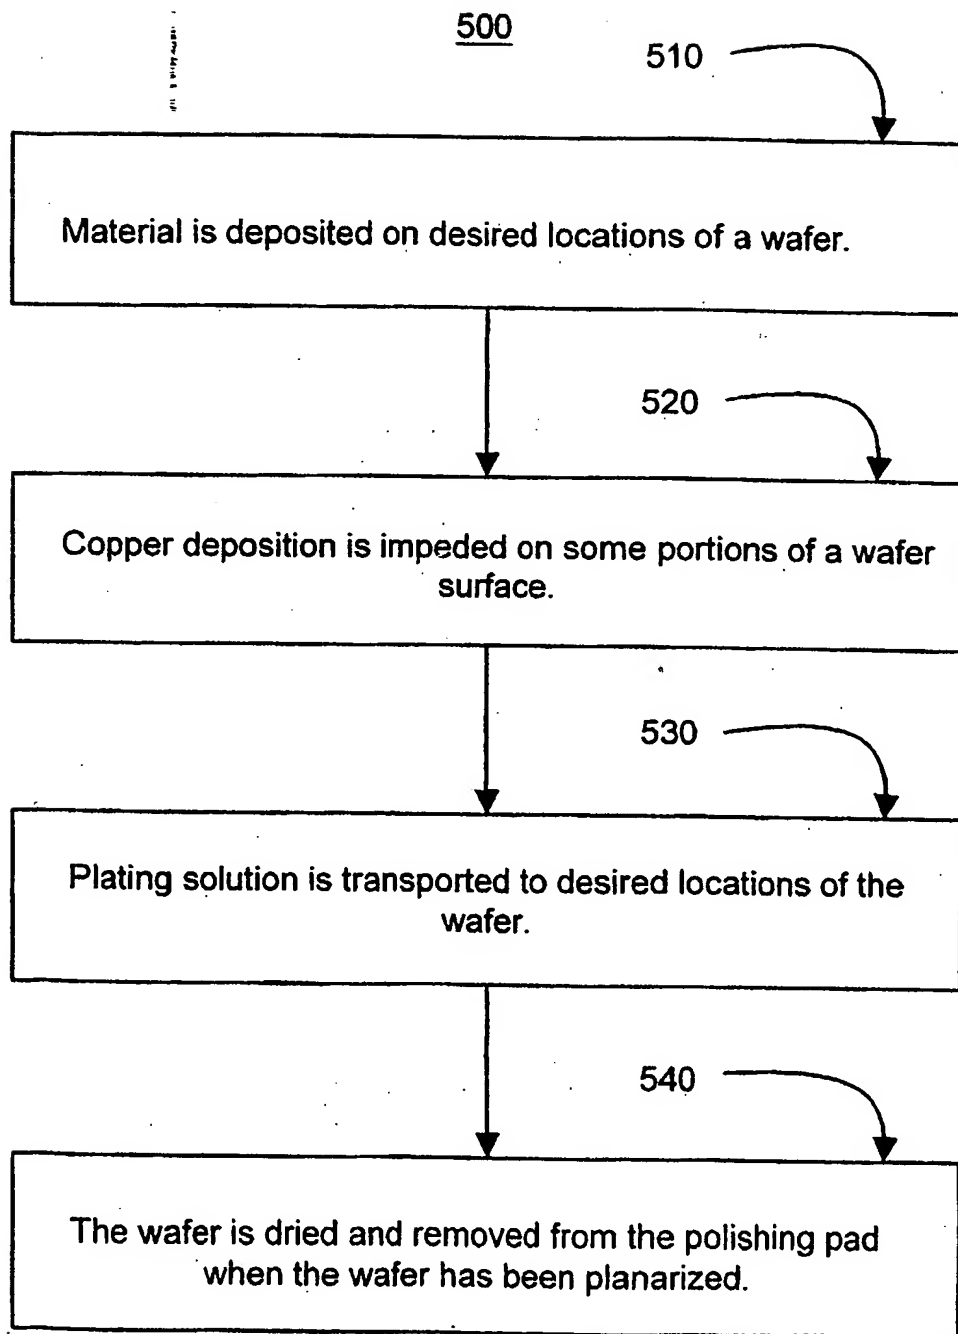 500
510
Material is deposited on desired locations of a wafer.
520
Copper deposition is impeded on some portions of a wafer
surface.
530
Plating solution is transported to desired locations of the
wafer.
540
The wafer is dried and removed from the polishing pad
when the wafer has been planarized.